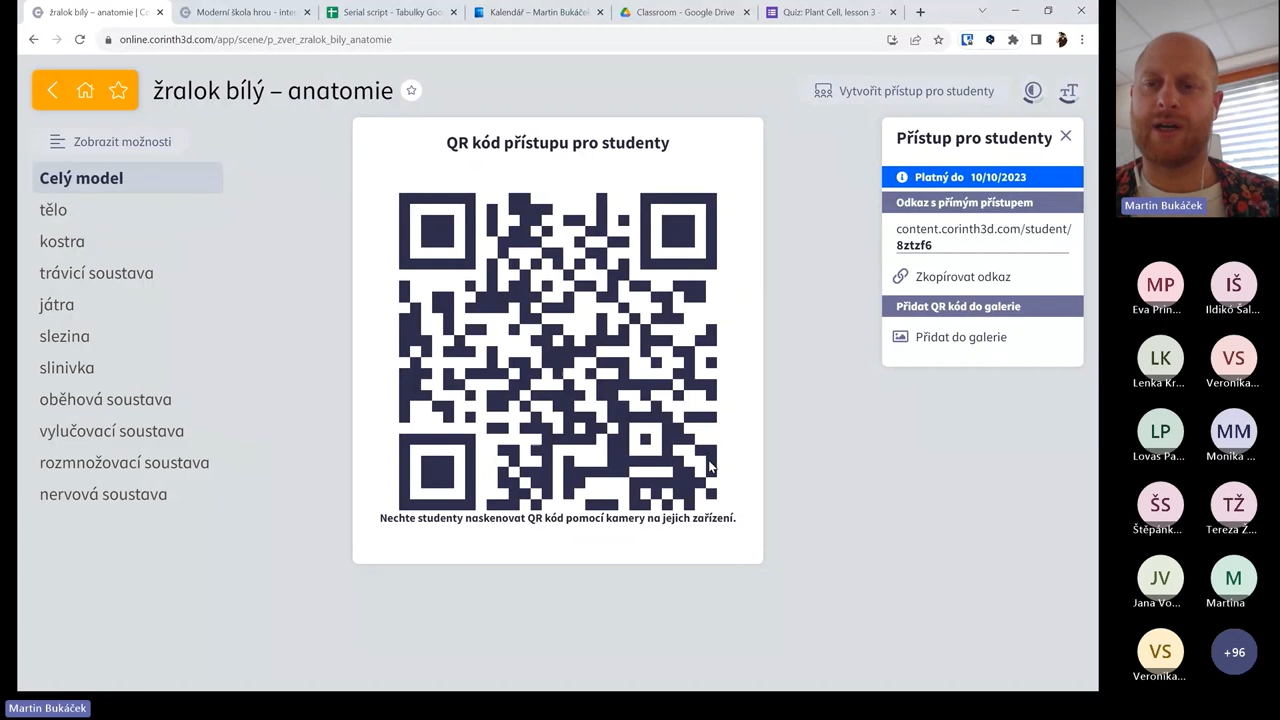 žralok bílý – anatomie | Co
Moderní škola hrou - inte
Serial script - Tabulky Goo
Kalendář – Martin Bukáček
Classroom - Google Drive
Quiz: Plant Cell, lesson 3 -
online.corinth3d.com/app/scene/p_zver_zralok_bily_anatomie
žralok bílý – anatomie
Vytvořit přístup pro studenty
Zobrazit možnosti
Celý model
tělo
kostra
trávicí soustava
játra
slezina
slinivka
oběhová soustava
vylučovací soustava
rozmnožovací soustava
nervová soustava
QR kód přístupu pro studenty
Nechte studenty naskenovat QR kód pomocí kamery na jejich zařízení.
Přístup pro studenty
Platný do 10/10/2023
Odkaz s přímým přístupem
content.corinth3d.com/student/
8ztzf6
Zkopírovat odkaz
Přidat QR kód do galerie
Přidat do galerie
Martin Bukáček
MP
Eva Prin...
IŠ
Ildikó Šal...
LK
Lenka Kr...
VS
Veronika...
LP
Lovas Pa...
MM
Monika ...
ŠS
Štěpánk...
TŽ
Tereza Ž...
JV
Jana Vo...
M
Martina
VS
Veronika...
+96
Martin Bukáček